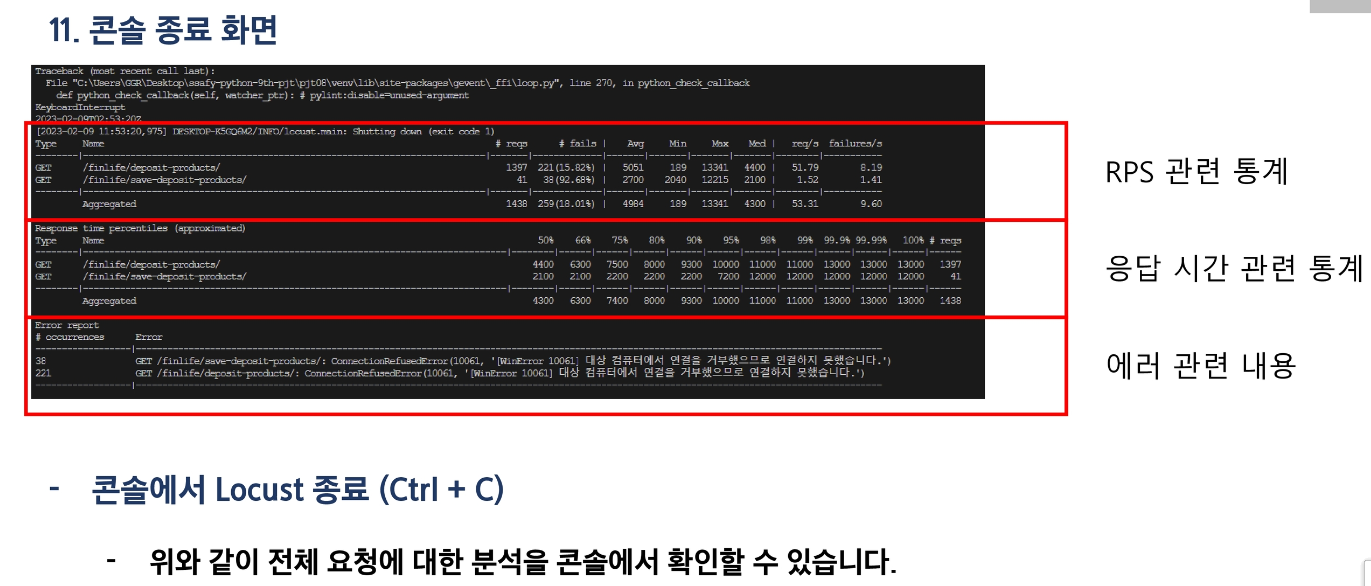 11. 콘솔 종료 화면
Traceback (most recent call last):
File "C:\Users\GGR\Desktop\ssafy-python-9th-pjt\pjt08\venv\lib\site-packages\gevent\_ffi\loop.py", line 270, in python_check_callback
def python_check_callback(self, watcher_ptr): # pylint:disable=unused-argument
KeyboardInterrupt
2023-02-09T02:53:20Z
[2023-02-09 11:53:20,975] DESKTOP-K5GQ6M2/INFO/locust.main: Shutting down (exit code 1)
Type Name # reqs # fails | Avg Min Max Med | req/s failures/s
GET /finlife/deposit-products/ 1397 221(15.82%) | 5051 189 13341 4400 | 51.79 8.19
GET /finlife/save-deposit-products/ 41 38(92.68%) | 2700 2040 12215 2100 | 1.52 1.41
Aggregated 1438 259(18.01%) | 4984 189 13341 4300 | 53.31 9.60
RPS 관련 통계
Response time percentiles (approximated)
Type Name 50% 66% 75% 80% 90% 95% 98% 99% 99.9% 99.99% 100% # reqs
GET /finlife/deposit-products/ 4400 6300 7500 8000 9300 10000 11000 11000 13000 13000 13000 1397
GET /finlife/save-deposit-products/ 2100 2100 2200 2200 2200 7200 12000 12000 12000 12000 12000 41
Aggregated 4300 6300 7400 8000 9300 10000 11000 11000 13000 13000 13000 1438
응답 시간 관련 통계
Error report
# occurrences Error
38 GET /finlife/save-deposit-products/: ConnectionRefusedError(10061, '[WinError 10061] 대상 컴퓨터에서 연결을 거부했으므로 연결하지 못했습니다.')
221 GET /finlife/deposit-products/: ConnectionRefusedError(10061, '[WinError 10061] 대상 컴퓨터에서 연결을 거부했으므로 연결하지 못했습니다.')
에러 관련 내용
- 콘솔에서 Locust 종료 (Ctrl + C)
- 위와 같이 전체 요청에 대한 분석을 콘솔에서 확인할 수 있습니다.